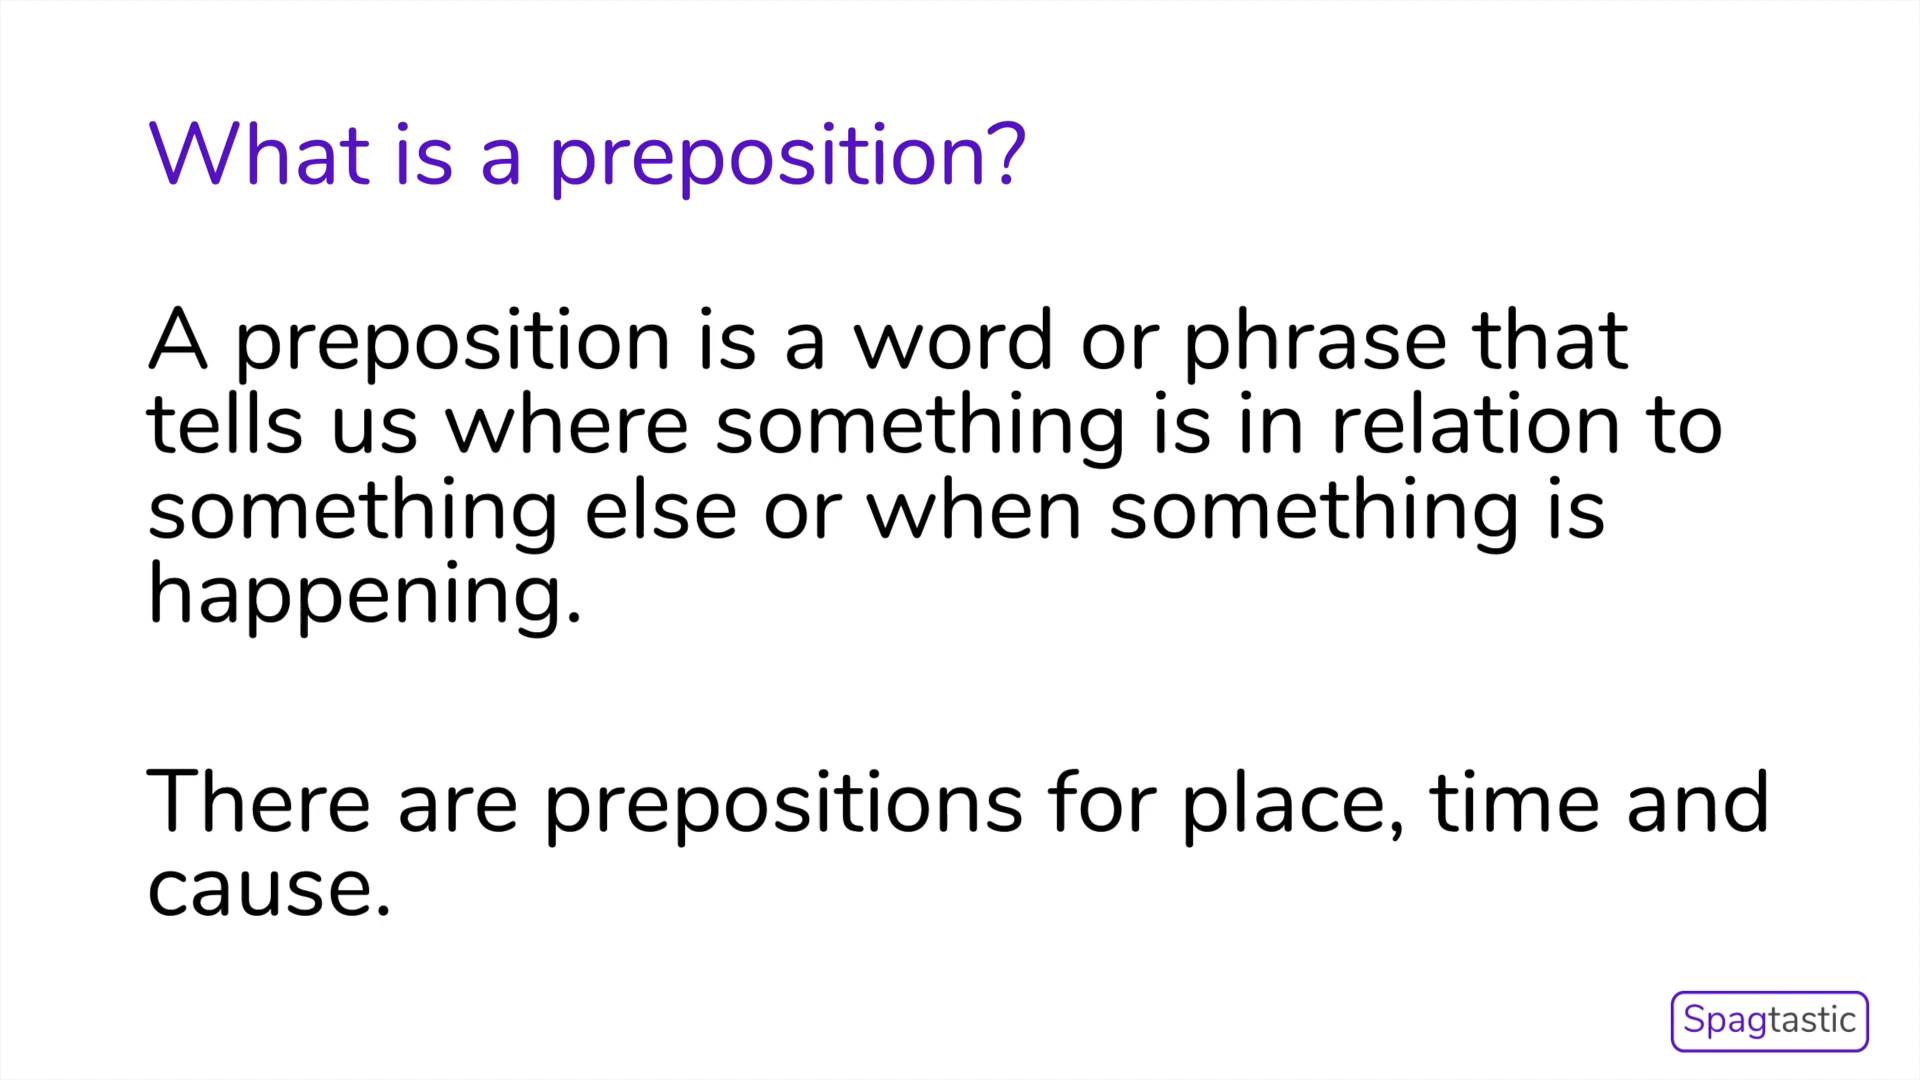 What is a preposition?
A preposition is a word or phrase that
tells us where something is in relation to
something else or when something is
happening.
There are prepositions for place, time and
cause.
Spagtastic